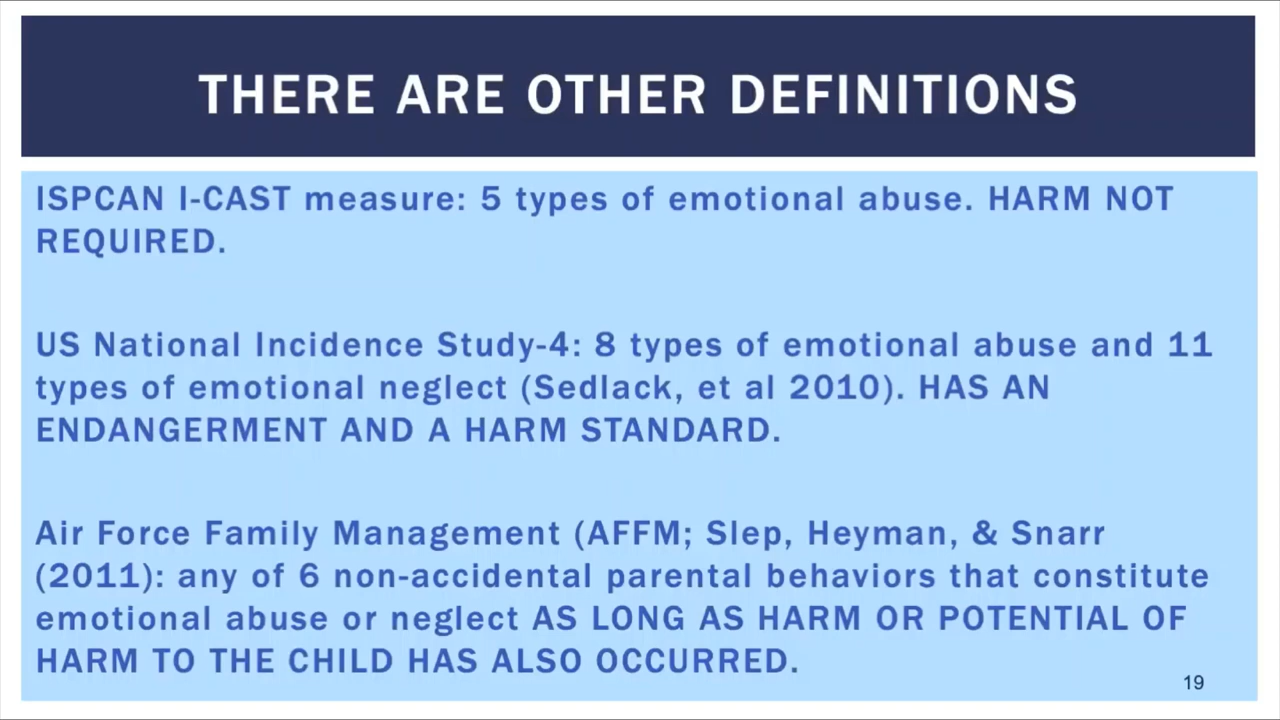 THERE ARE OTHER DEFINITIONS
ISPCAN I-CAST measure: 5 types of emotional abuse. HARM NOT
REQUIRED.
US National Incidence Study-4: 8 types of emotional abuse and 11
types of emotional neglect (Sedlack, et al 2010). HAS AN
ENDANGERMENT AND A HARM STANDARD.
Air Force Family Management (AFFM; Slep, Heyman, & Snarr
(2011): any of 6 non-accidental parental behaviors that constitute
emotional abuse or neglect AS LONG AS HARM OR POTENTIAL OF
HARM TO THE CHILD HAS ALSO OCCURRED.
19